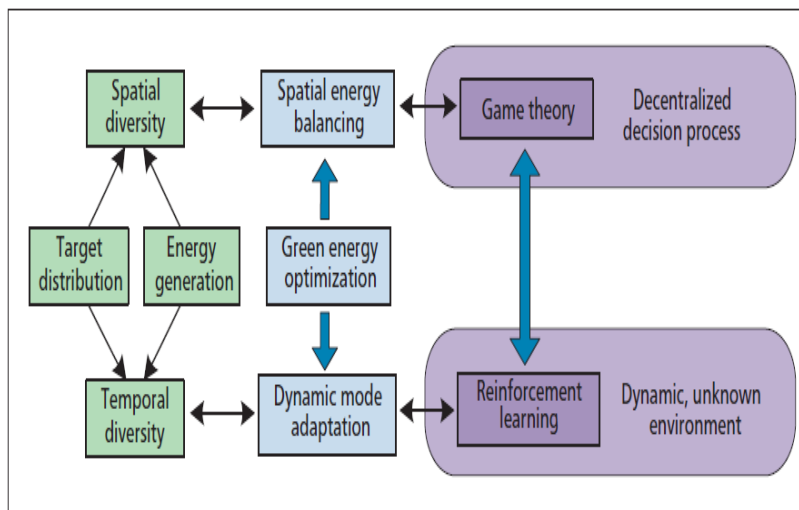 Spatial
diversity
Spatial energy
balancing
Game theory
Decentralized
decision process
Target
distribution
Energy
generation
Green energy
optimization
Temporal
diversity
Dynamic mode
adaptation
Reinforcement
learning
Dynamic, unknown
environment